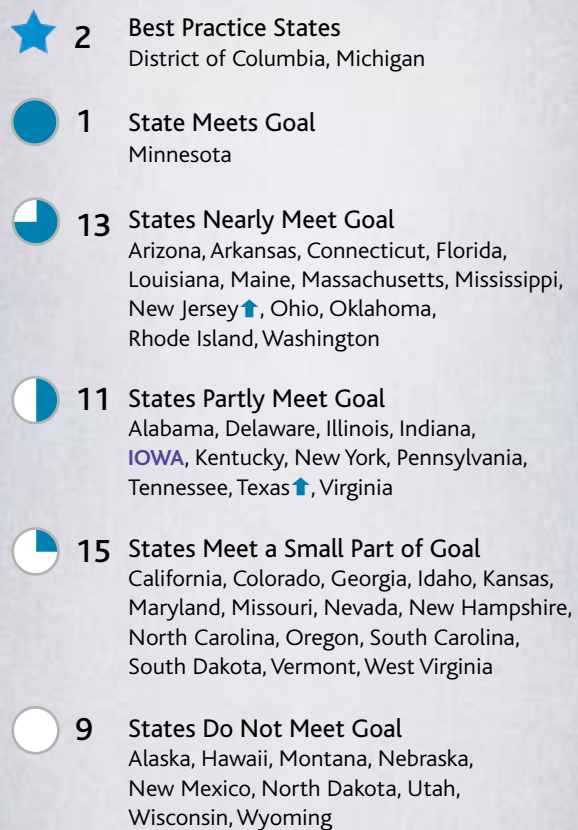 2 Best Practice States
District of Columbia, Michigan
1 State Meets Goal
Minnesota
13 States Nearly Meet Goal
Arizona, Arkansas, Connecticut, Florida,
Louisiana, Maine, Massachusetts, Mississippi,
New Jersey⬆, Ohio, Oklahoma,
Rhode Island, Washington
11 States Partly Meet Goal
Alabama, Delaware, Illinois, Indiana,
IOWA, Kentucky, New York, Pennsylvania,
Tennessee, Texas⬆, Virginia
15 States Meet a Small Part of Goal
California, Colorado, Georgia, Idaho, Kansas,
Maryland, Missouri, Nevada, New Hampshire,
North Carolina, Oregon, South Carolina,
South Dakota, Vermont, West Virginia
9 States Do Not Meet Goal
Alaska, Hawaii, Montana, Nebraska,
New Mexico, North Dakota, Utah,
Wisconsin, Wyoming